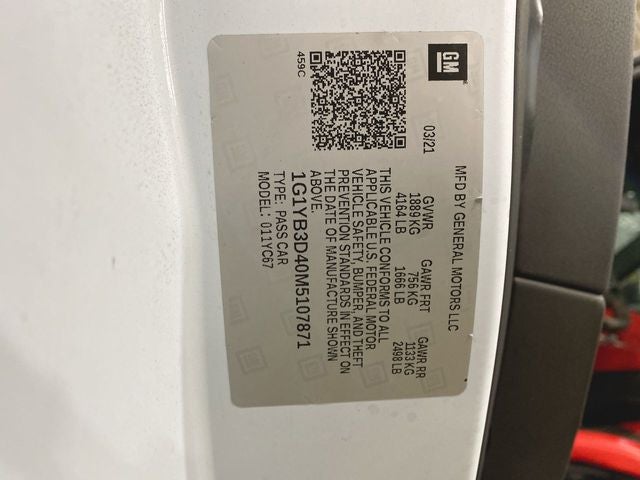 GM
MFD BY GENERAL MOTORS LLC
03/21 GVWR GAWR FRT GAWR RR
1889 KG 756 KG 1133 KG
4164 LB 1666 LB 2498 LB
THIS VEHICLE CONFORMS TO ALL
APPLICABLE U.S. FEDERAL MOTOR
VEHICLE SAFETY, BUMPER, AND THEFT
PREVENTION STANDARDS IN EFFECT ON
THE DATE OF MANUFACTURE SHOWN
ABOVE.
1G1YB3D40M5107871
TYPE: PASS CAR
MODEL: 011YC67
459C